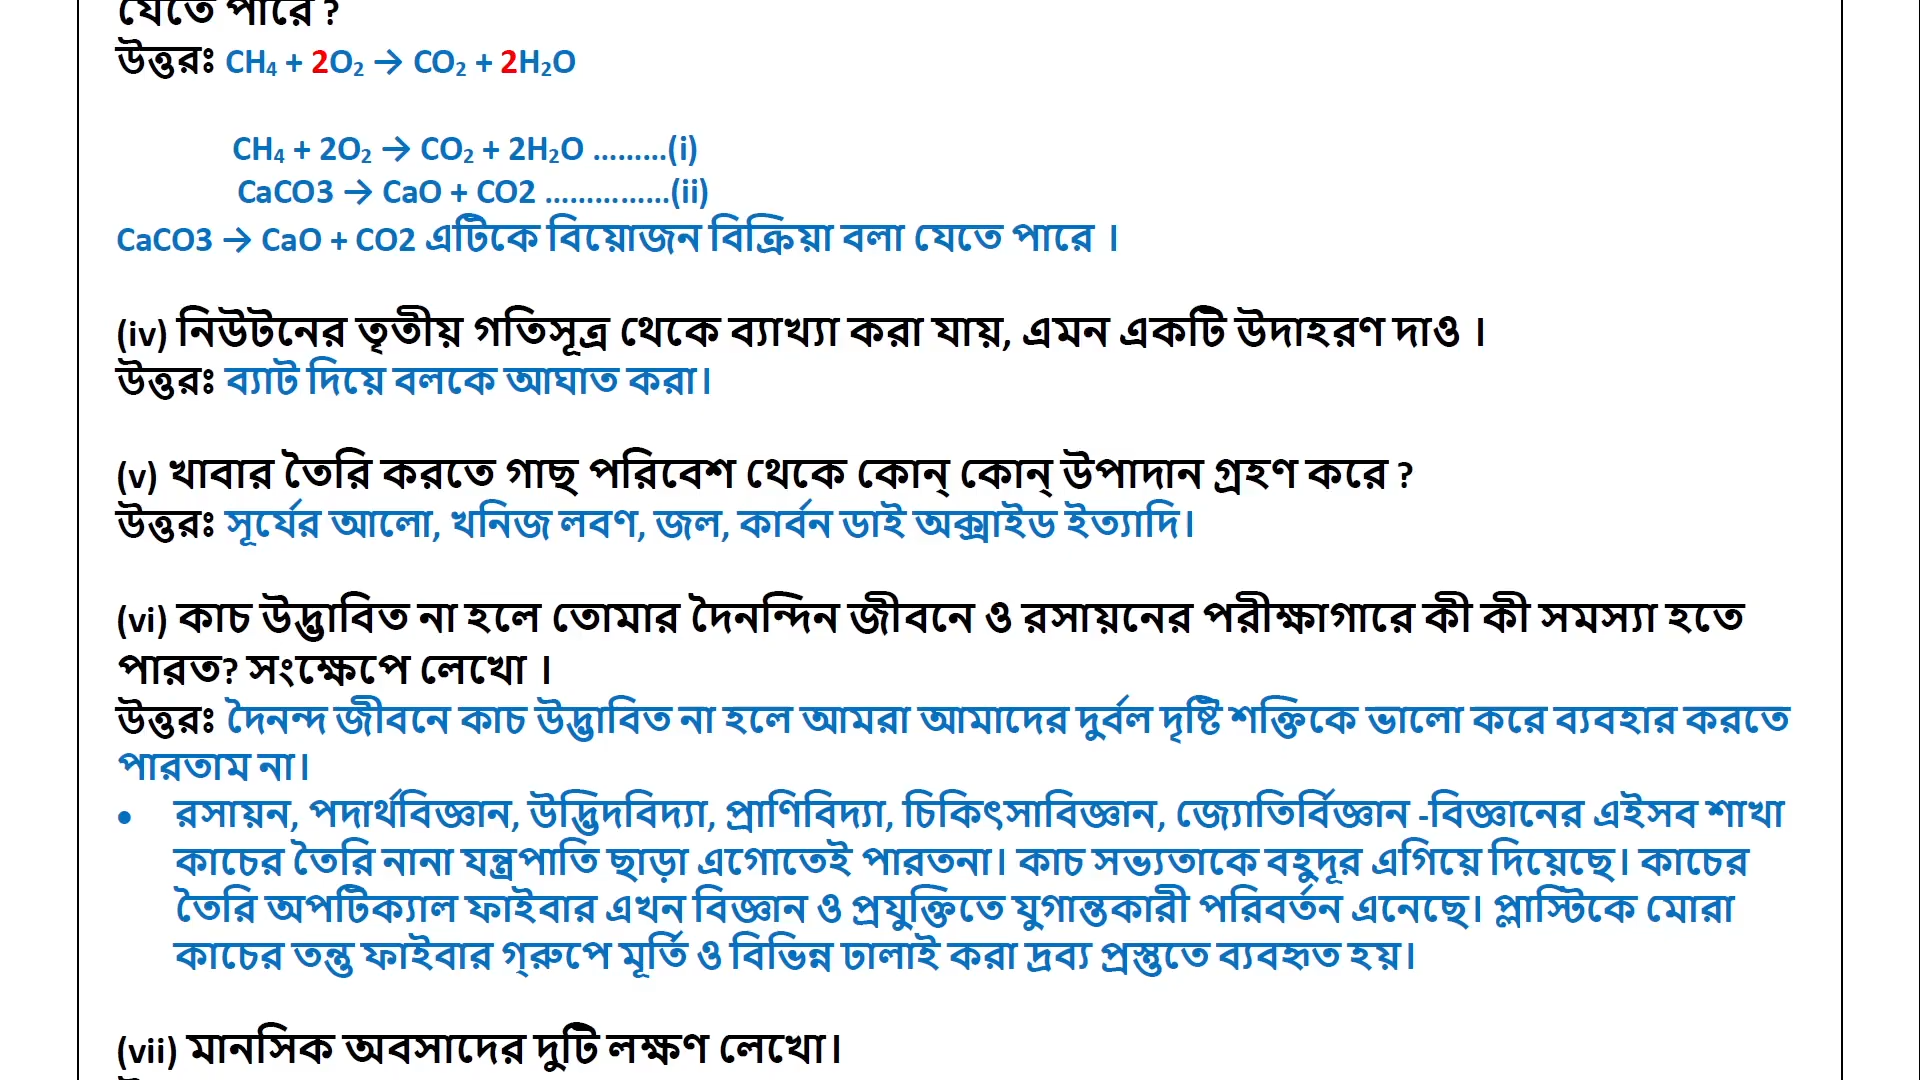 যেতে পারে ?
উত্তরঃ CH₄ + 2O₂ → CO₂ + 2H₂O
CH₄ + 2O₂ → CO₂ + 2H₂O .........(i)
CaCO3 → CaO + CO2 ...............(ii)
CaCO3 → CaO + CO2 এটিকে বিয়োজন বিক্রিয়া বলা যেতে পারে ।
(iv) নিউটনের তৃতীয় গতিসূত্র থেকে ব্যাখ্যা করা যায়, এমন একটি উদাহরণ দাও ।
উত্তরঃ ব্যাট দিয়ে বলকে আঘাত করা।
(v) খাবার তৈরি করতে গাছ পরিবেশ থেকে কোন্ কোন্ উপাদান গ্রহণ করে ?
উত্তরঃ সূর্যের আলো, খনিজ লবণ, জল, কার্বন ডাই অক্সাইড ইত্যাদি।
(vi) কাচ উদ্ভাবিত না হলে তোমার দৈনন্দিন জীবনে ও রসায়নের পরীক্ষাগারে কী কী সমস্যা হতে
পারত? সংক্ষেপে লেখো ।
উত্তরঃ দৈনন্দ জীবনে কাচ উদ্ভাবিত না হলে আমরা আমাদের দুর্বল দৃষ্টি শক্তিকে ভালো করে ব্যবহার করতে
পারতাম না।
• রসায়ন, পদার্থবিজ্ঞান, উদ্ভিদবিদ্যা, প্রাণিবিদ্যা, চিকিৎসাবিজ্ঞান, জ্যোতির্বিজ্ঞান -বিজ্ঞানের এইসব শাখা
কাচের তৈরি নানা যন্ত্রপাতি ছাড়া এগোতেই পারতনা। কাচ সভ্যতাকে বহুদূর এগিয়ে দিয়েছে। কাচের
তৈরি অপটিক্যাল ফাইবার এখন বিজ্ঞান ও প্রযুক্তিতে যুগান্তকারী পরিবর্তন এনেছে। প্লাস্টিকে মোরা
কাচের তন্তু ফাইবার গ্‌রুপে মূর্তি ও বিভিন্ন ঢালাই করা দ্রব্য প্রস্তুতে ব্যবহৃত হয়।
(vii) মানসিক অবসাদের দুটি লক্ষণ লেখো।